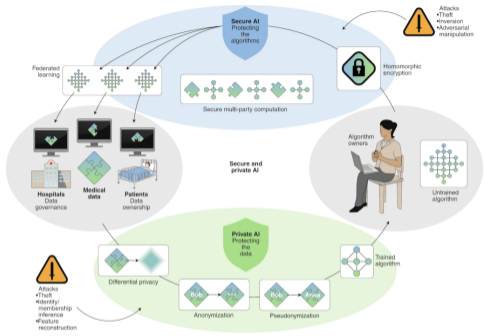 Secure AI
Protecting
the
algorithms
Attacks
•Theft
•Inversion
•Adversarial
manipulation
Federated
learning
Homomorphic
encryption
Secure multi-party computation
Hospitals
Data
governance
Medical
data
Patients
Data
ownership
Secure and
private AI
Algorithm
owners
Untrained
algorithm
Private AI
Protecting
the
data
Differential privacy
Trained
algorithm
Attacks
•Theft
•Identity/
membership
inference
•Feature
reconstruction
Bob
Bob
Anna
Anonymization
Pseudonymization